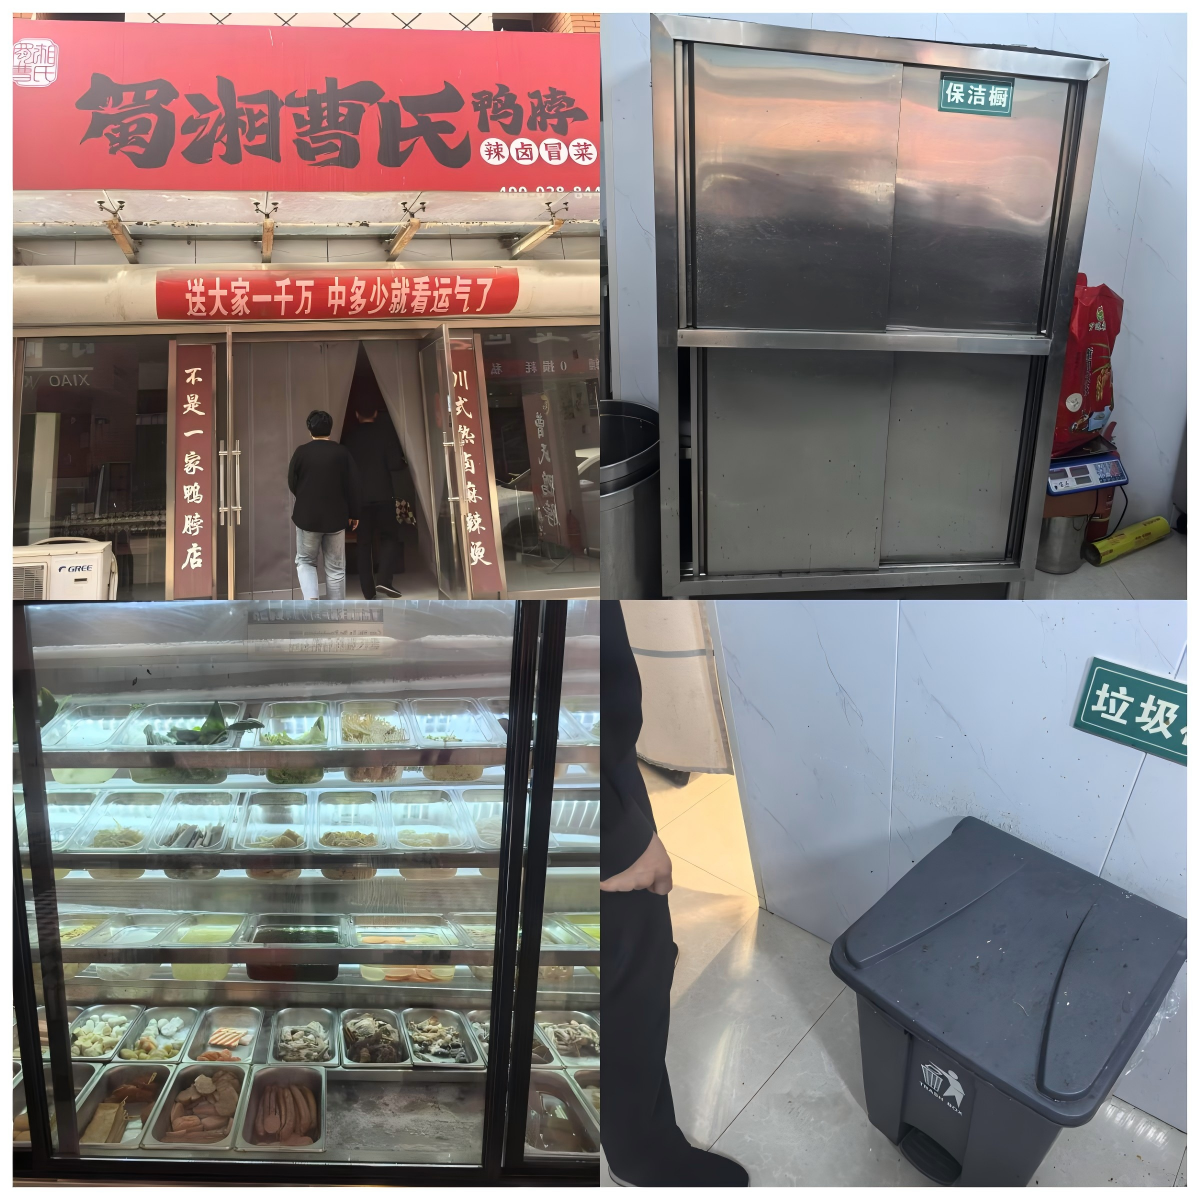 蜀湘曹氏
蜀湘曹氏鸭脖
辣卤冒菜
送大家一千万 中多少就看运气了
不是一家鸭脖店
川式热卤麻辣烫
GREE
保洁橱
垃圾
TRASH BOX